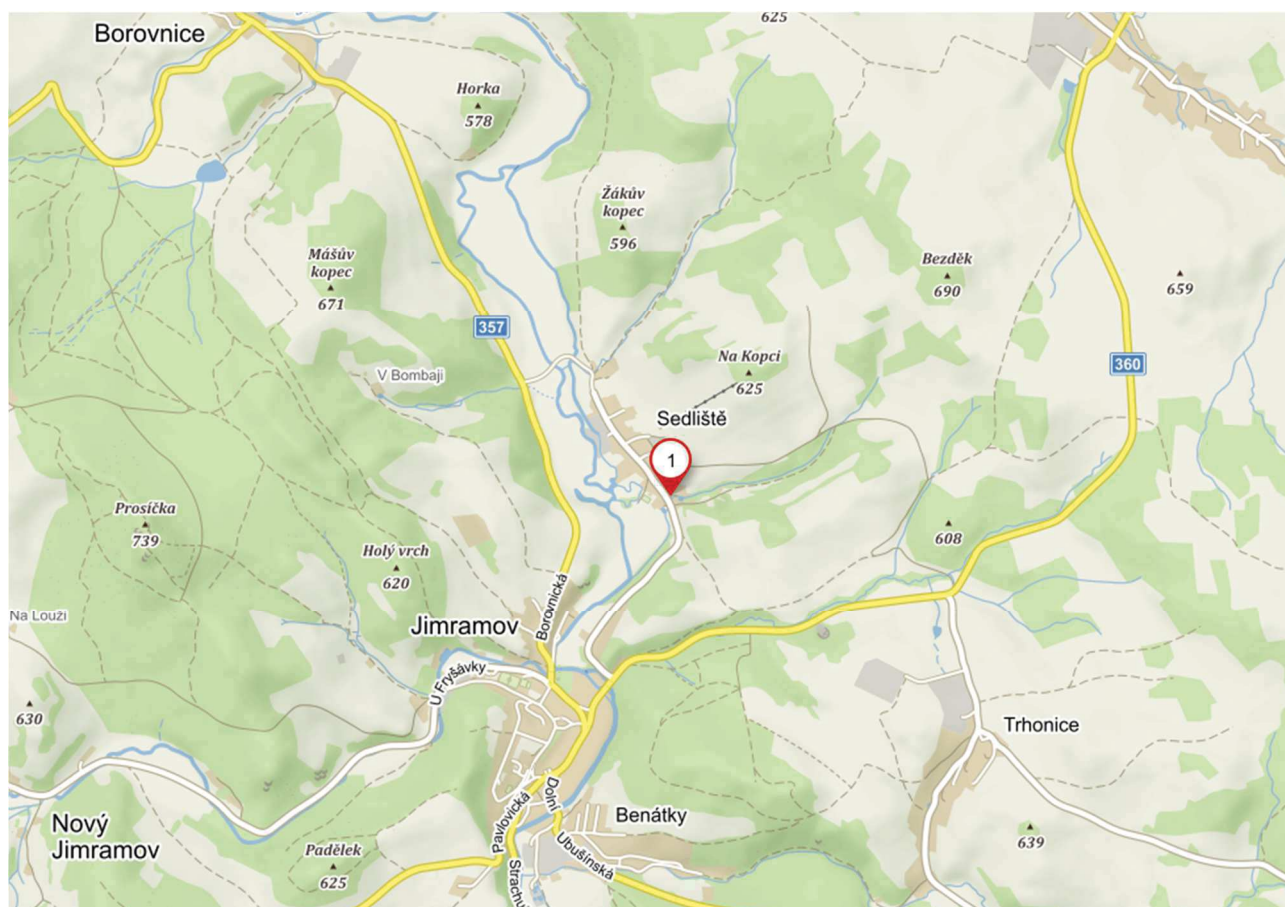 625
Borovnice
Horka
578
Žákův
kopec
596
Mášův
kopec
671
Bezděk
690
659
357
Na Kopci
625
360
V Bombaji
Sedliště
1
Prosíčka
739
Holý vrch
620
608
Na Louži
Borovnická
Jimramov
U Fryšávky
630
Trhonice
Nový
Jimramov
Pavlovická
Dolní
Benátky
Ubušínská
639
Padělek
625